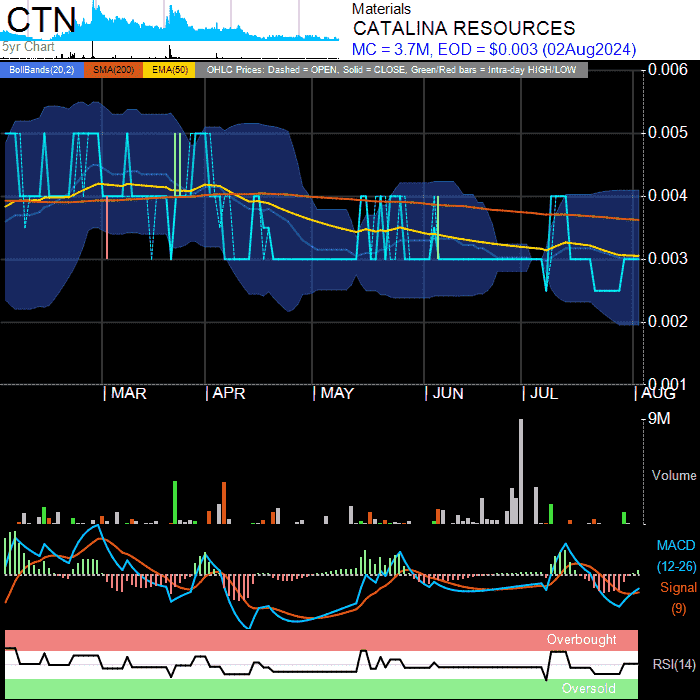 CTN
5yr Chart
Materials
CATALINA RESOURCES
MC = 3.7M, EOD = $0.003 (02Aug2024)
BollBands(20,2) SMA(200) EMA(50) OHLC Prices: Dashed = OPEN, Solid = CLOSE, Green/Red bars = Intra-day HIGH/LOW
0.006
0.005
0.004
0.003
0.002
0.001
MAR APR MAY JUN JUL AUG
9M
Volume
MACD
(12-26)
Signal
(9)
Overbought
RSI(14)
Oversold